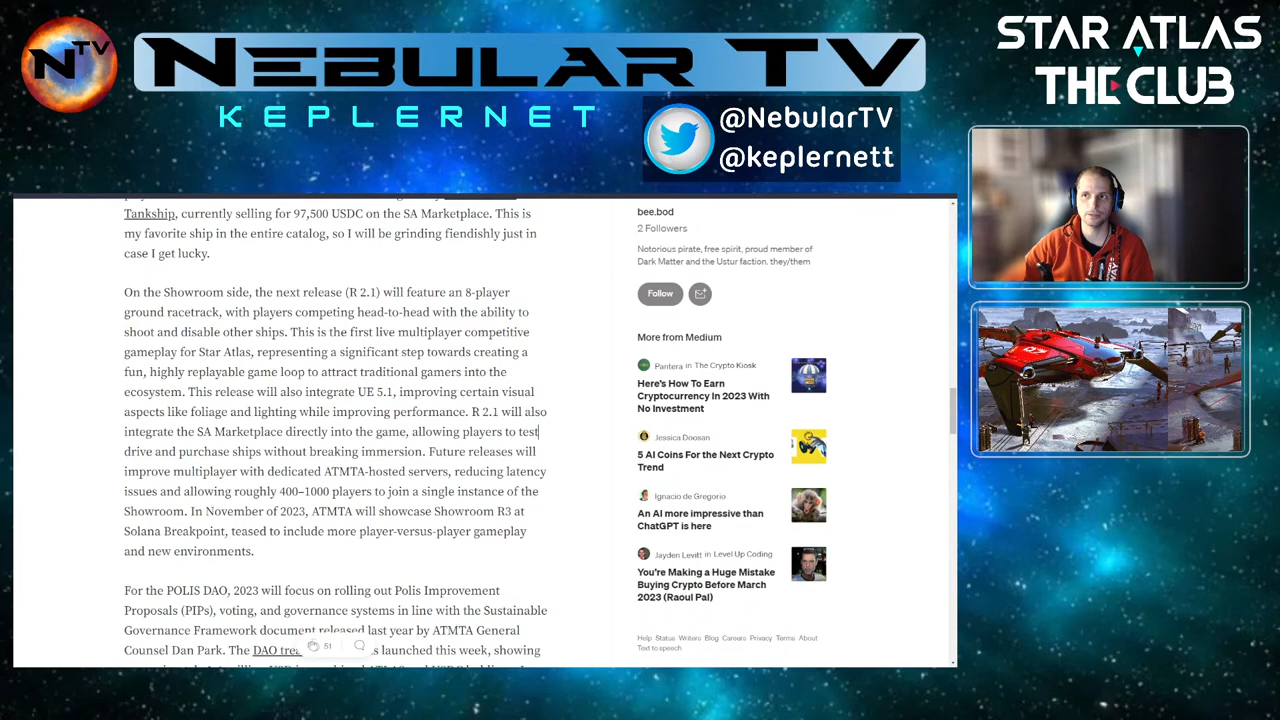 N TV
NEBULAR TV
KEPLERNET
@NebularTV
@keplernett
STAR ATLAS
THE CLUB
Tankship, currently selling for 97,500 USDC on the SA Marketplace. This is
my favorite ship in the entire catalog, so I will be grinding fiendishly just in
case I get lucky.
On the Showroom side, the next release (R 2.1) will feature an 8-player
ground racetrack, with players competing head-to-head with the ability to
shoot and disable other ships. This is the first live multiplayer competitive
gameplay for Star Atlas, representing a significant step towards creating a
fun, highly replayable game loop to attract traditional gamers into the
ecosystem. This release will also integrate UE 5.1, improving certain visual
aspects like foliage and lighting while improving performance. R 2.1 will also
integrate the SA Marketplace directly into the game, allowing players to test
drive and purchase ships without breaking immersion. Future releases will
improve multiplayer with dedicated ATMTA-hosted servers, reducing latency
issues and allowing roughly 400–1000 players to join a single instance of the
Showroom. In November of 2023, ATMTA will showcase Showroom R3 at
Solana Breakpoint, teased to include more player-versus-player gameplay
and new environments.
For the POLIS DAO, 2023 will focus on rolling out Polis Improvement
Proposals (PIPs), voting, and governance systems in line with the Sustainable
Governance Framework document released last year by ATMTA General
Counsel Dan Park. The DAO trea s launched this week, showing
51
bee.bod
2 Followers
Notorious pirate, free spirit, proud member of
Dark Matter and the Ustur faction. they/them
Follow
More from Medium
Pantera in The Crypto Kiosk
Here's How To Earn
Cryptocurrency In 2023 With
No Investment
Jessica Doosan
5 AI Coins For the Next Crypto
Trend
Ignacio de Gregorio
An AI more impressive than
ChatGPT is here
Jayden Levitt in Level Up Coding
You're Making a Huge Mistake
Buying Crypto Before March
2023 (Raoul Pal)
Help Status Writers Blog Careers Privacy Terms About
Text to speech